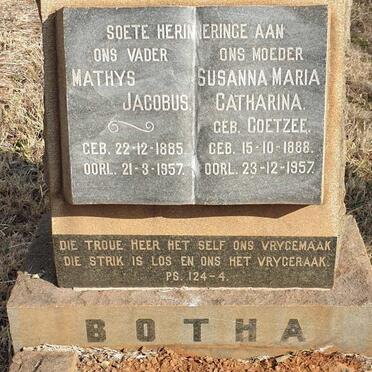 SOETE HERINNERINGE AAN
ONS VADER
MATHYS
JACOBUS
GEB. 22-12-1885.
OORL. 21-3-1957.
ONS MOEDER
SUSANNA MARIA
CATHARINA
GEB. COETZEE.
GEB. 15-10-1888.
OORL. 23-12-1957.
DIE TROUE HEER HET SELF ONS VRYGEMAAK
DIE STRIK IS LOS EN ONS HET VRYGERAAK.
PS. 124-4.
BOTHA